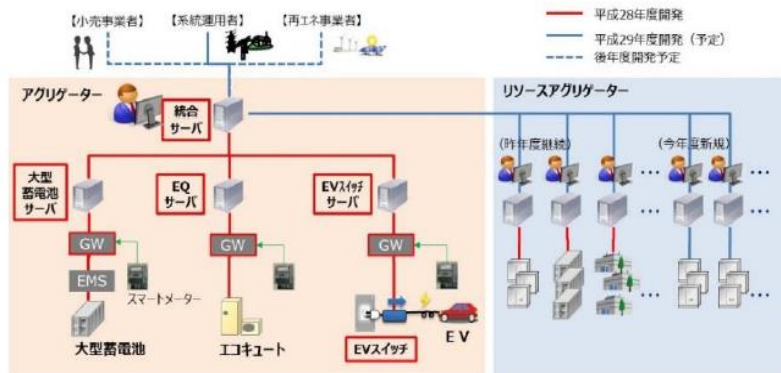 【小売事業者】 【系統運用者】 【再エネ事業者】
平成28年度開発
平成29年度開発(予定)
後年度開発予定
アグリゲーター
統合
サーバ
大型
蓄電池
サーバ
EQ
サーバ
EVスイッチ
サーバ
GW
GW
GW
EMS
スマートメーター
大型蓄電池
エコキュート
EVスイッチ
EV
リソースアグリゲーター
(昨年度継続)
(今年度新規)
…
…
…
…
…
…